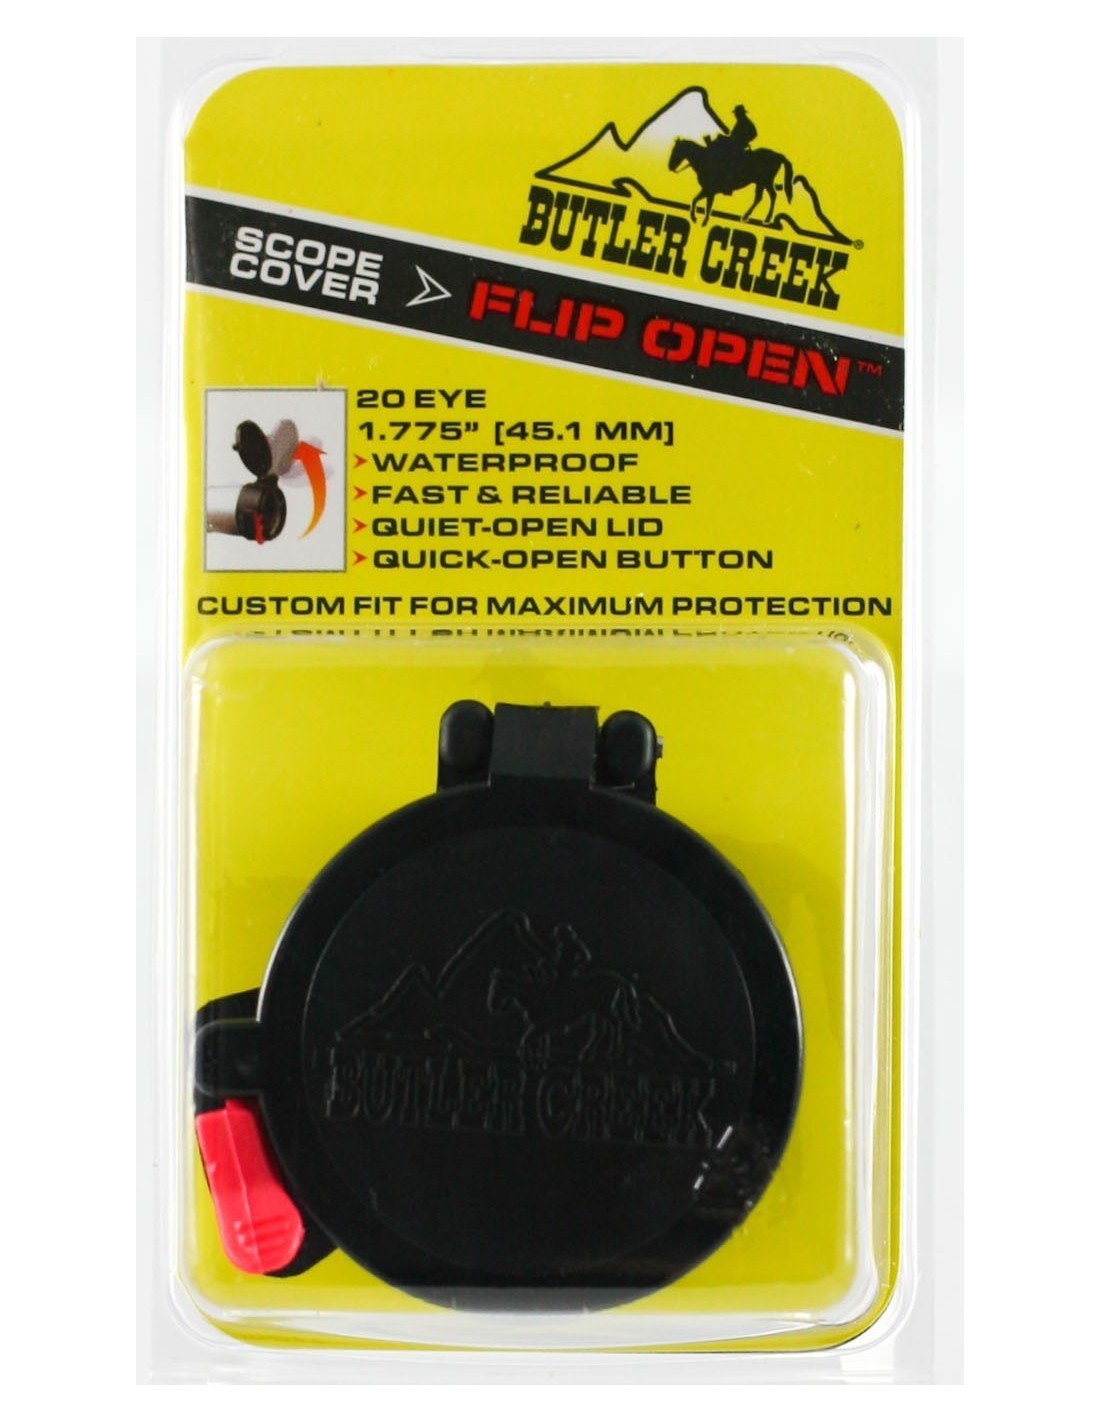 BUTLER CREEK®
SCOPE
COVER
FLIP OPEN™
20 EYE
1.775” [45.1 MM]
WATERPROOF
FAST & RELIABLE
QUIET-OPEN LID
QUICK-OPEN BUTTON
CUSTOM FIT FOR MAXIMUM PROTECTION
BUTLER CREEK